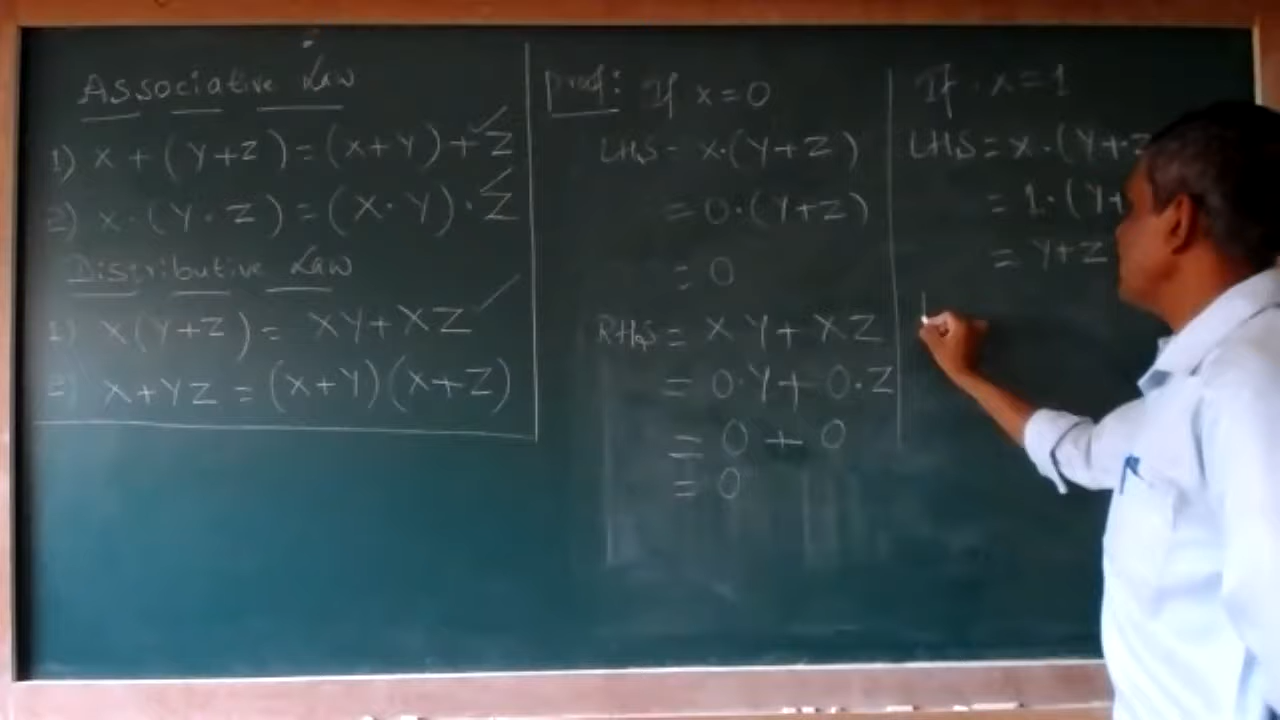 Associative Law
1) X + (Y+Z) = (X+Y) + Z
2) X · (Y · Z) = (X · Y) · Z
Distributive Law
1) X(Y+Z) = XY + XZ
2) X+YZ = (X+Y)(X+Z)
Proof: If x=0
LHS = X·(Y+Z)
= 0·(Y+Z)
= 0
RHS = XY + XZ
= 0·Y + 0·Z
= 0 + 0
= 0
If x=1
LHS = X·(Y+Z
= 1·(Y+
= Y+Z